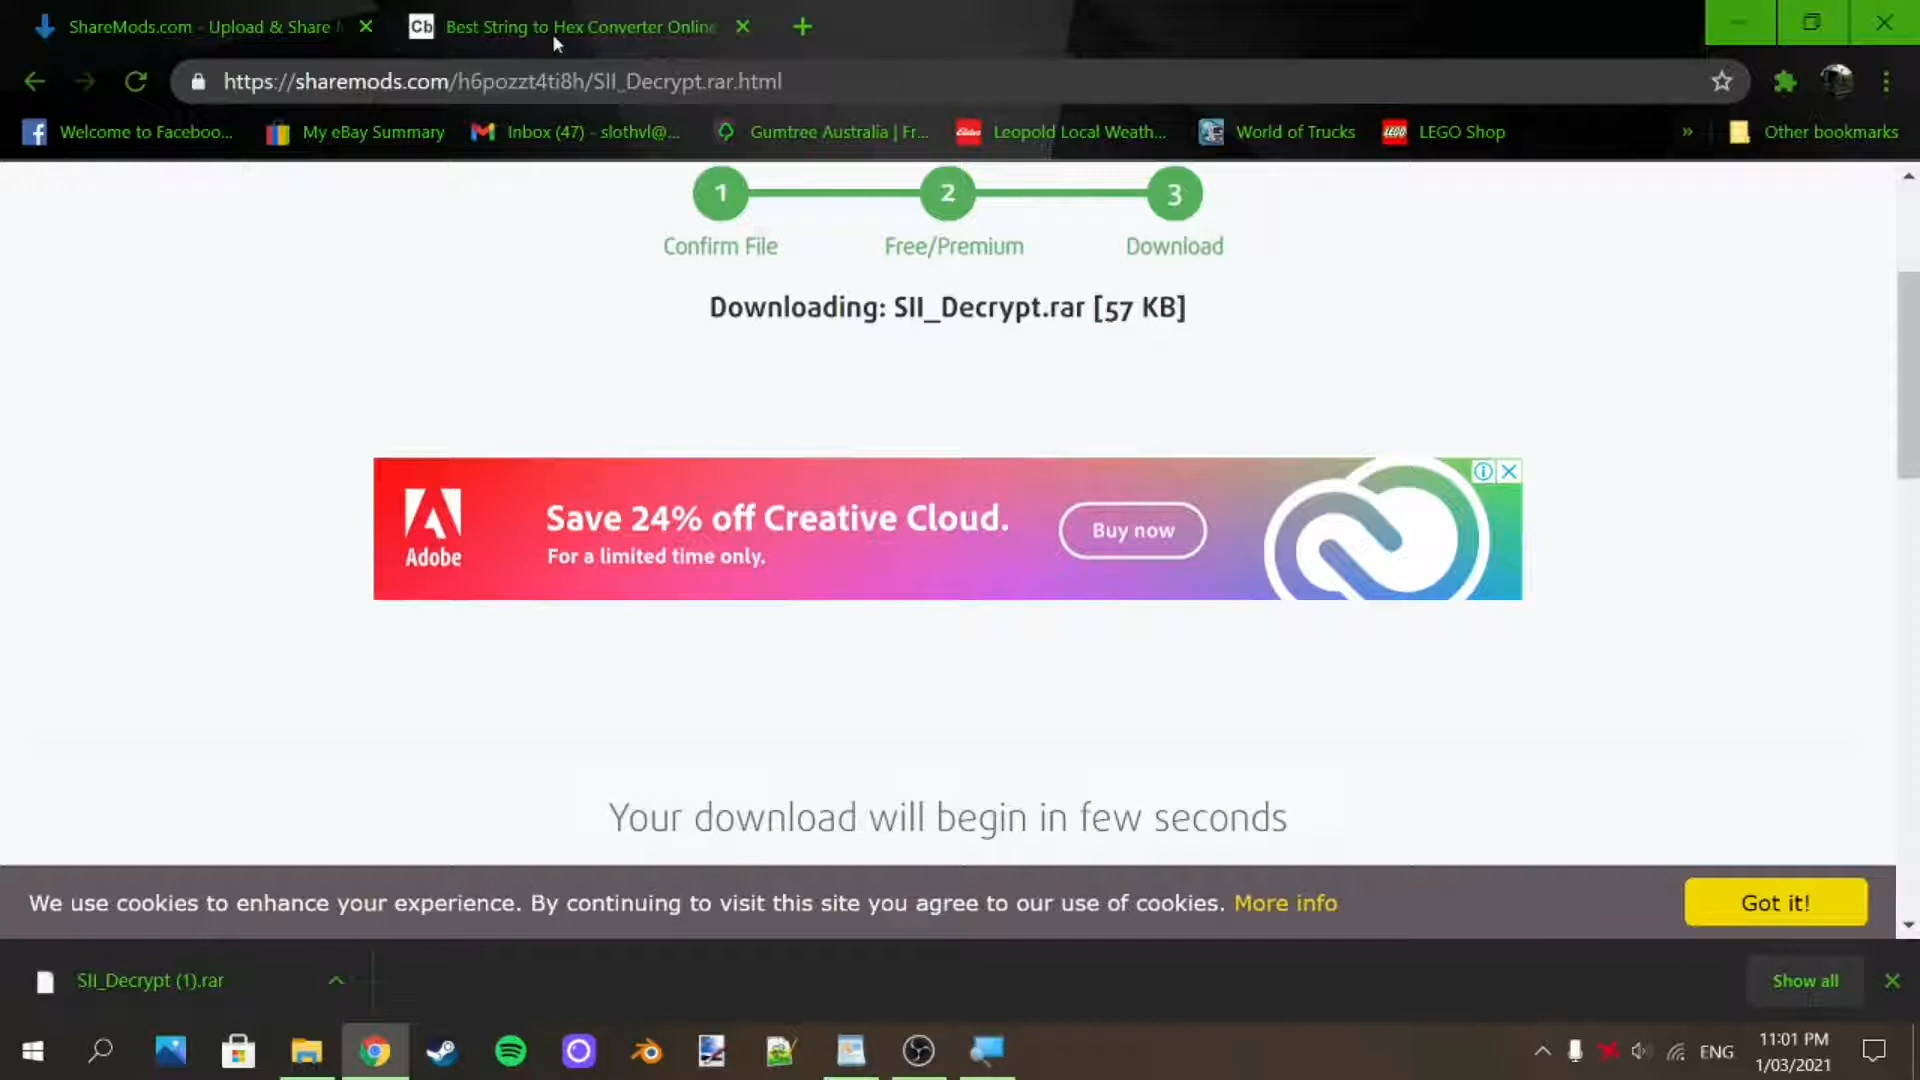 ShareMods.com - Upload & Share
Cb Best String to Hex Converter Online
https://sharemods.com/h6pozzt4ti8h/SII_Decrypt.rar.html
Welcome to Faceboo...
My eBay Summary
Inbox (47) - slothvl@...
Gumtree Australia | Fr...
Leopold Local Weath...
World of Trucks
LEGO LEGO Shop
»
Other bookmarks
1 2 3
Confirm File Free/Premium Download
Downloading: SII_Decrypt.rar [57 KB]
Adobe
Save 24% off Creative Cloud.
For a limited time only.
Buy now
Your download will begin in few seconds
We use cookies to enhance your experience. By continuing to visit this site you agree to our use of cookies. More info
Got it!
SII_Decrypt (1).rar
Show all
ENG
11:01 PM
1/03/2021